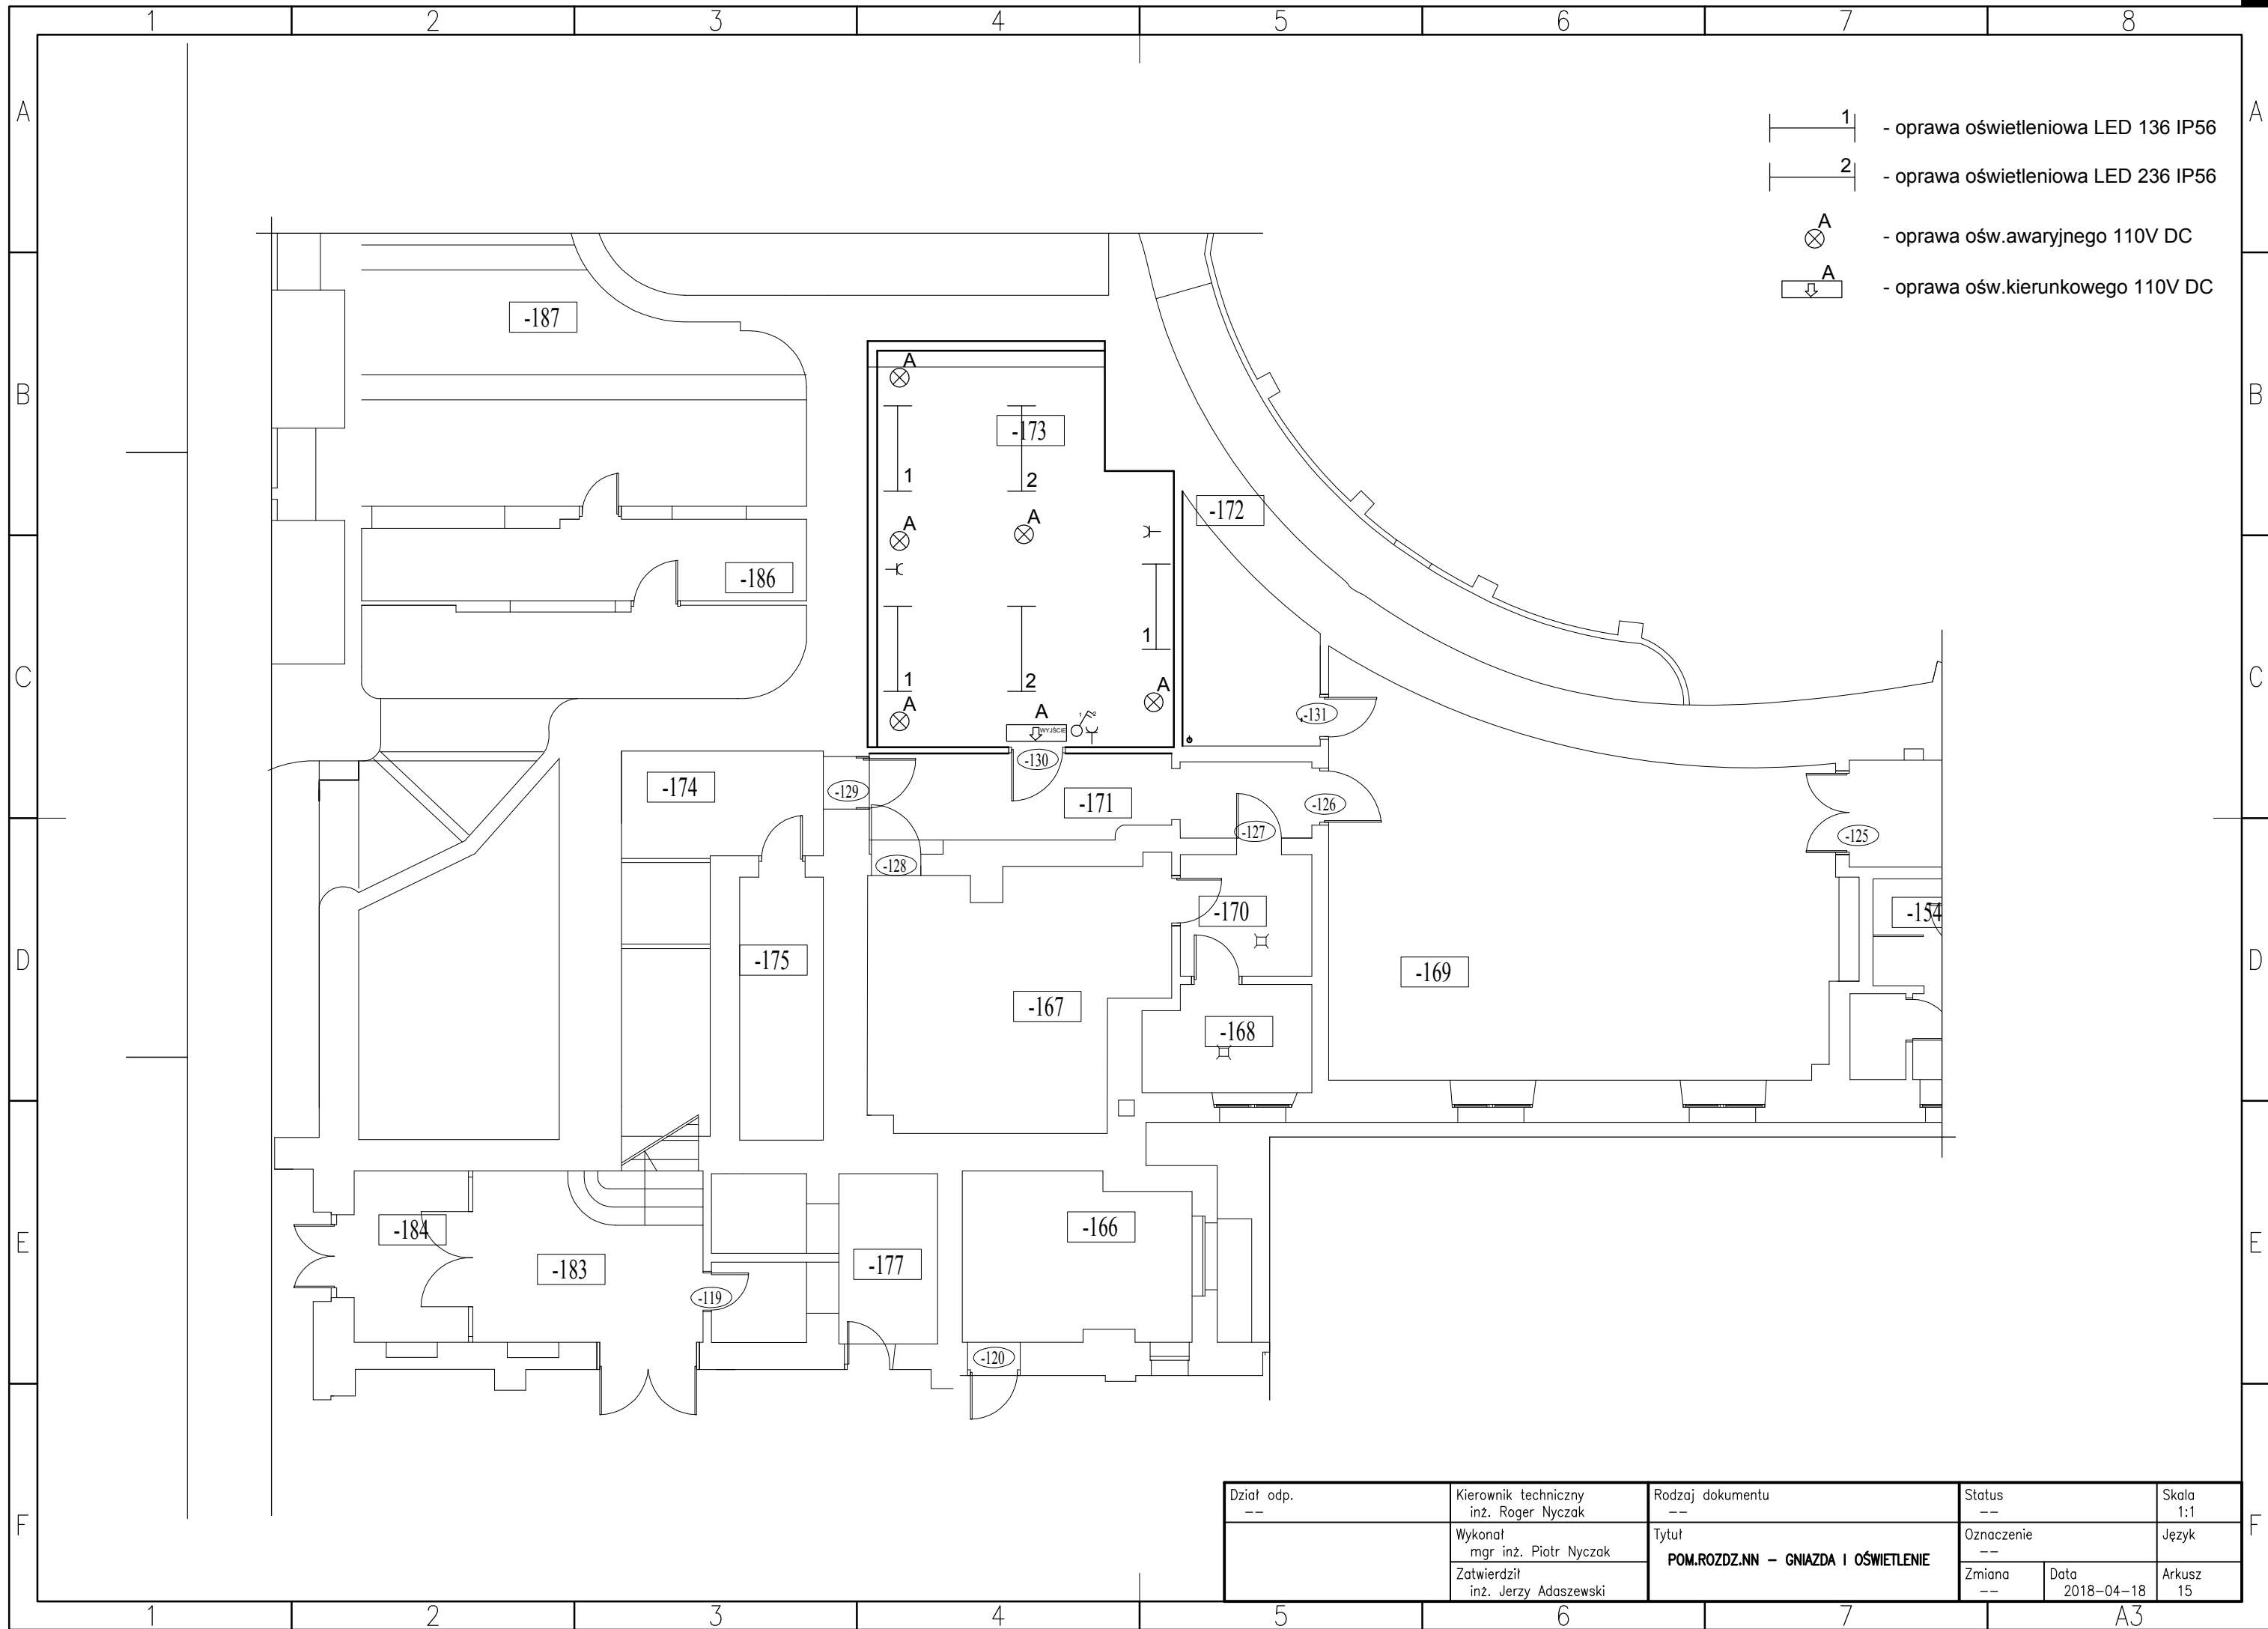 1 2 3 4 5 6 7 8
A A
1 - oprawa oświetleniowa LED 136 IP56
2 - oprawa oświetleniowa LED 236 IP56
A - oprawa ośw.awaryjnego 110V DC
A - oprawa ośw.kierunkowego 110V DC
-187
A
B B
-173
1 2
-172
A A
-186
1
1 2
C C
A A
A
WYJŚCIE
1 2
-131
-130
-174
-129
-171
-126
-127
-125
-128
-170
-154
-175
D D
-169
-167
-168
-184
-166
E E
-183
-177
-119
-120
F F
Dział odp.
--
Kierownik techniczny
inż. Roger Nyczak
Rodzaj dokumentu
--
Status
--
Skala
1:1
Wykonał
mgr inż. Piotr Nyczak
Tytuł
POM.ROZDZ.NN - GNIAZDA I OŚWIETLENIE
Oznaczenie
--
Język
Zatwierdził
inż. Jerzy Adaszewski
Zmiana
--
Data
2018-04-18
Arkusz
15
1 2 3 4 5 6 7 A3